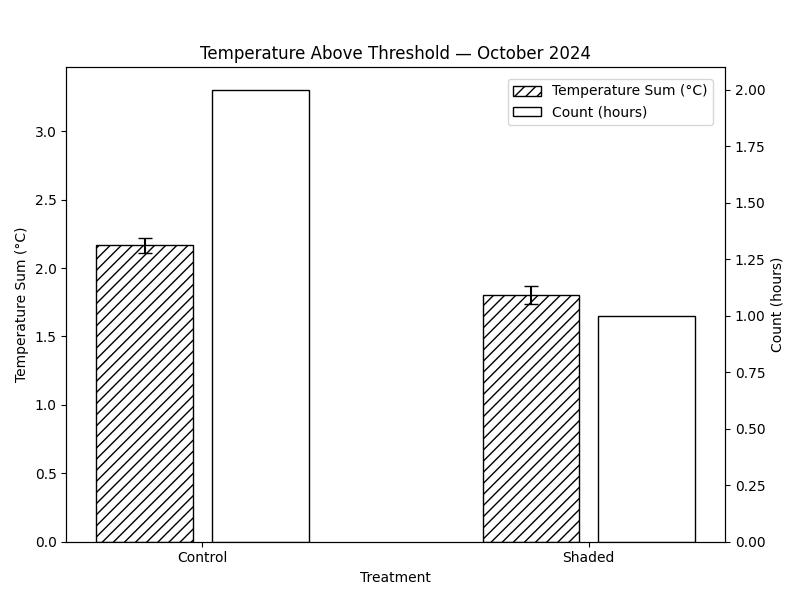 Temperature Above Threshold — October 2024
Temperature Sum (°C)
Count (hours)
3.0
2.5
2.0
1.5
1.0
0.5
0.0
Temperature Sum (°C)
2.00
1.75
1.50
1.25
1.00
0.75
0.50
0.25
0.00
Count (hours)
Control
Shaded
Treatment